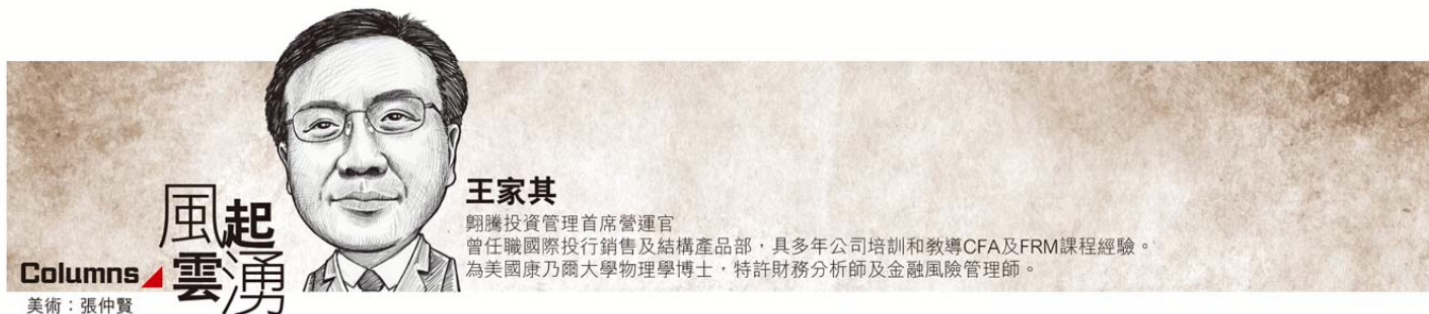 風起
雲湧
Columns
美術：張仲賢
王家其
翱騰投資管理首席營運官
曾任職國際投行銷售及結構產品部，具多年公司培訓和教導CFA及FRM課程經驗。
為美國康乃爾大學物理學博士，特許財務分析師及金融風險管理師。